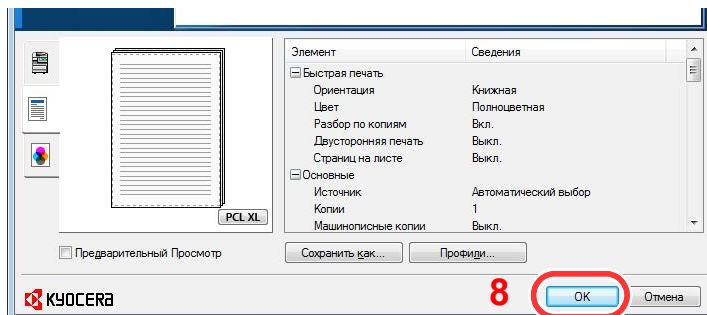 Элемент Сведения
Быстрая печать
Ориентация Книжная
Цвет Полноцветная
Разбор по копиям Вкл.
Двусторонняя печать Выкл.
Страниц на листе Выкл.
Основные
Источник Автоматический выбор
Копии 1
Машинописные копии Выкл.
PCL XL
Предварительный Просмотр Сохранить как... Профили...
KYOCERA 8 OK Отмена